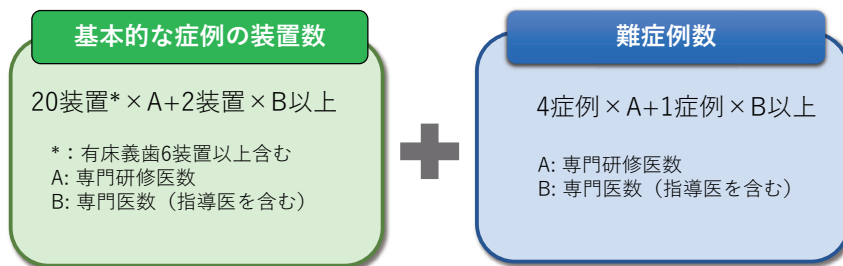 基本的な症例の装置数
20装置*×A+2装置×B以上
*：有床義歯6装置以上含む
A: 専門研修医数
B: 専門医数（指導医を含む）
難症例数
4症例×A+1症例×B以上
A: 専門研修医数
B: 専門医数（指導医を含む）